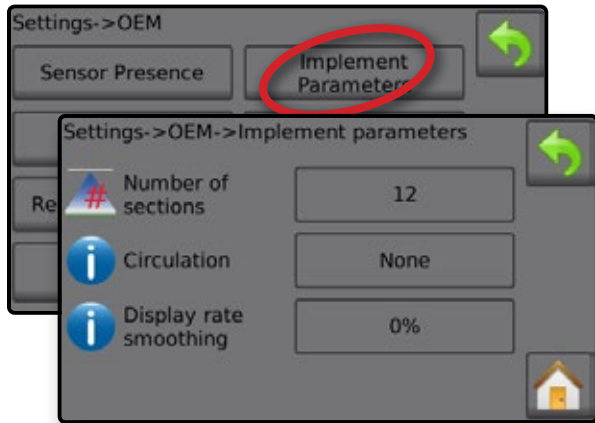 Settings->OEM
Sensor Presence
Implement
Parameters
Settings->OEM->Implement parameters
Re
#
Number of
sections
12
i
Circulation
None
i
Display rate
smoothing
0%